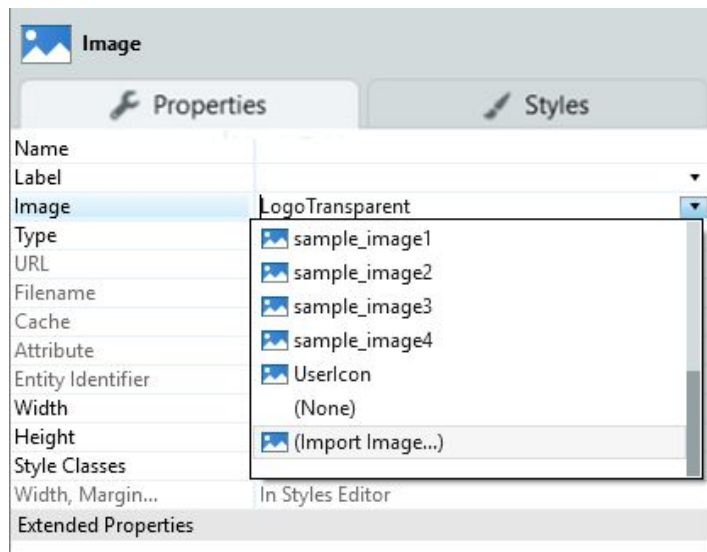 Image
Properties Styles
Name
Label
Image LogoTransparent
Type sample_image1
URL sample_image2
Filename sample_image3
Cache sample_image4
Attribute UserIcon
Entity Identifier (None)
Width (Import Image...)
Height
Style Classes
Width, Margin... In Styles Editor
Extended Properties